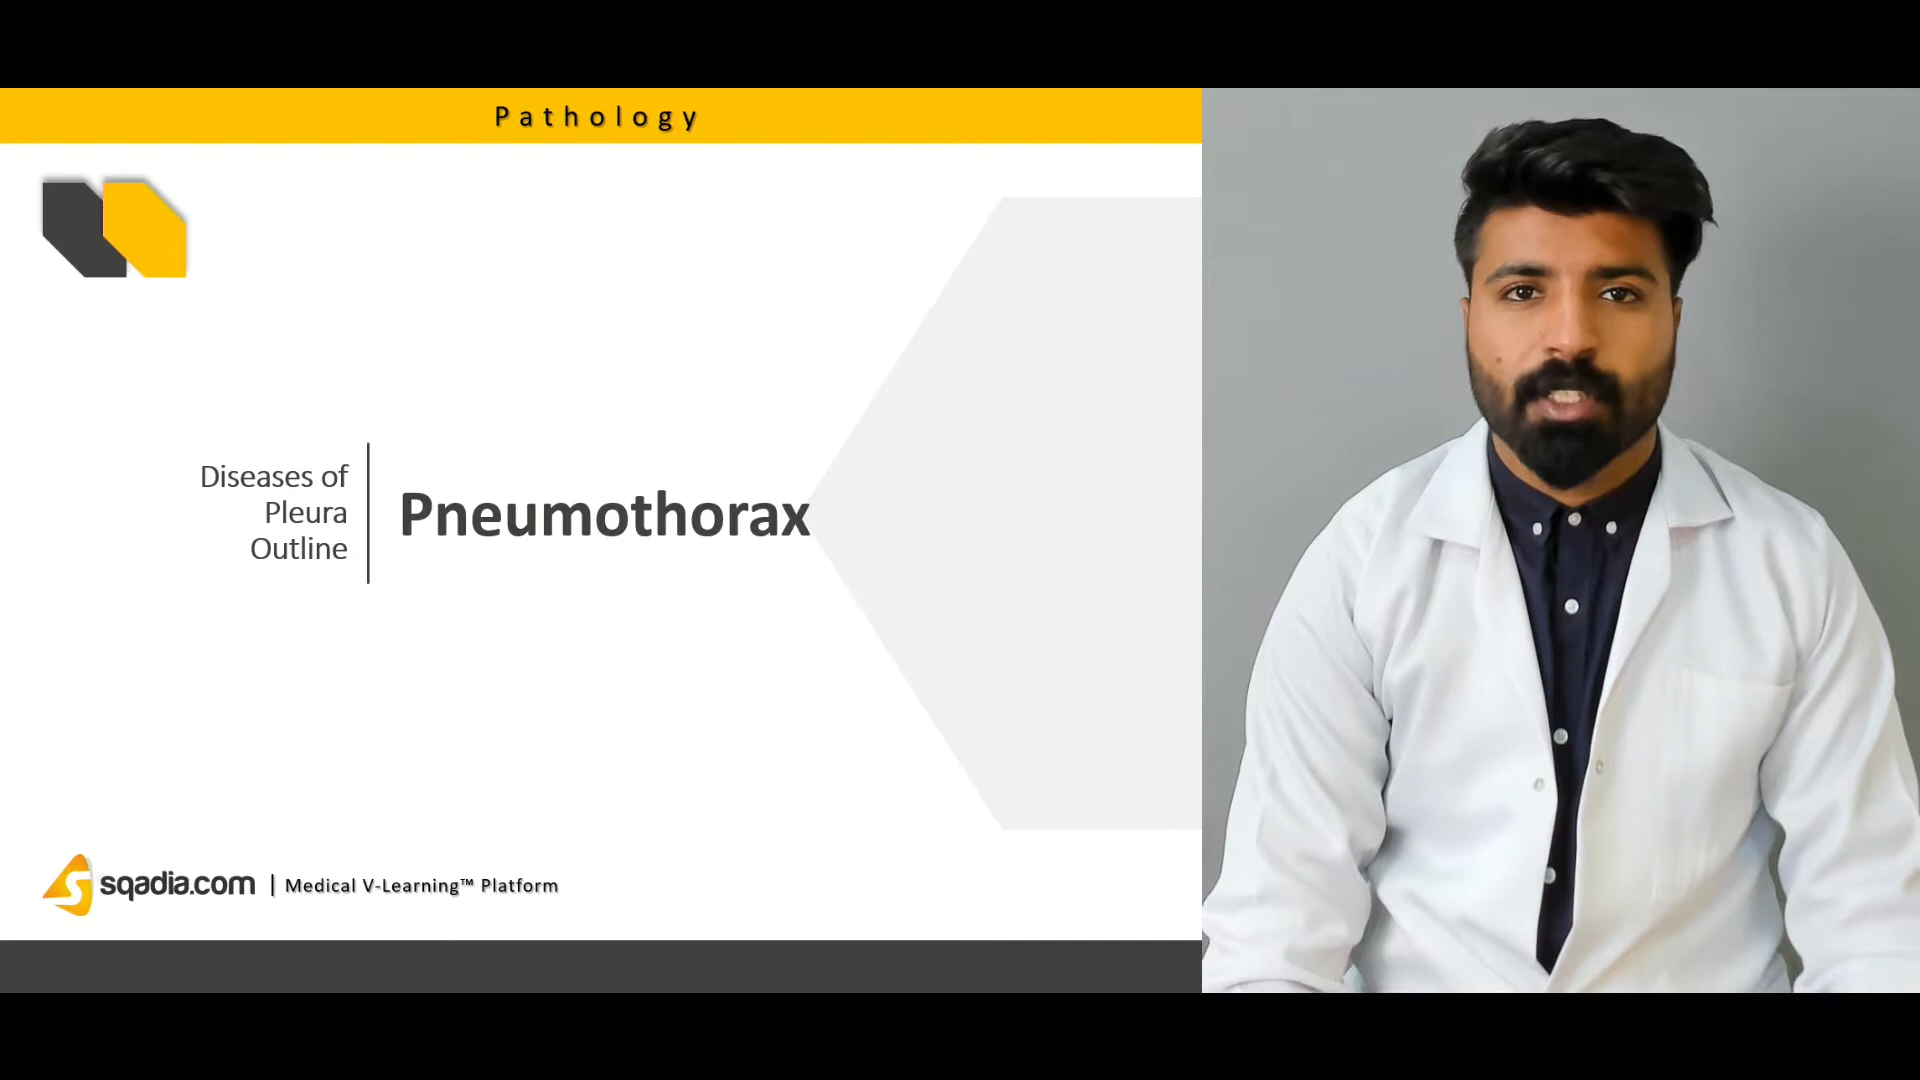 Pathology
Diseases of
Pleura
Outline
Pneumothorax
sqadia.com | Medical V-Learning™ Platform